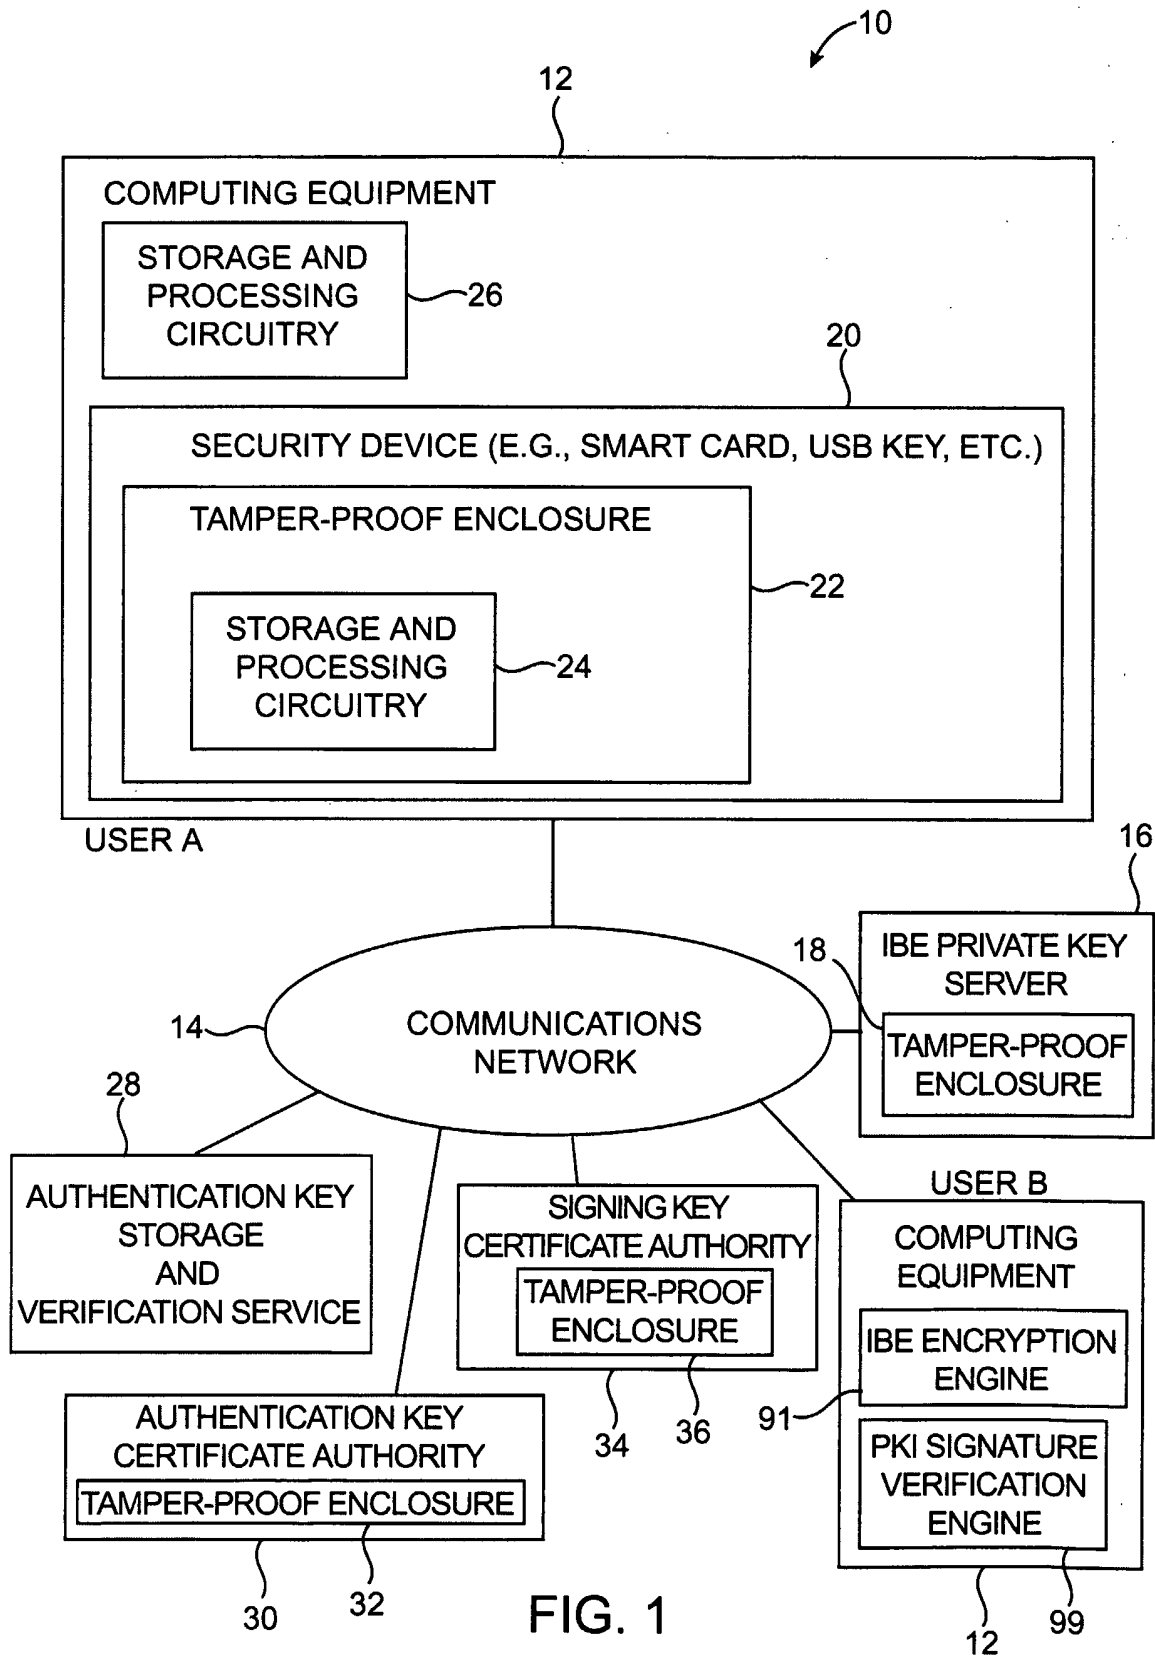 10
12
COMPUTING EQUIPMENT
STORAGE AND
PROCESSING
CIRCUITRY
26
20
SECURITY DEVICE (E.G., SMART CARD, USB KEY, ETC.)
TAMPER-PROOF ENCLOSURE
22
STORAGE AND
PROCESSING
CIRCUITRY
24
USER A
16
IBE PRIVATE KEY
SERVER
18
TAMPER-PROOF
ENCLOSURE
14
COMMUNICATIONS
NETWORK
28
AUTHENTICATION KEY
STORAGE
AND
VERIFICATION SERVICE
SIGNING KEY
CERTIFICATE AUTHORITY
TAMPER-PROOF
ENCLOSURE
34
36
USER B
COMPUTING
EQUIPMENT
IBE ENCRYPTION
ENGINE
91
PKI SIGNATURE
VERIFICATION
ENGINE
99
12
AUTHENTICATION KEY
CERTIFICATE AUTHORITY
TAMPER-PROOF ENCLOSURE
30
32
FIG. 1